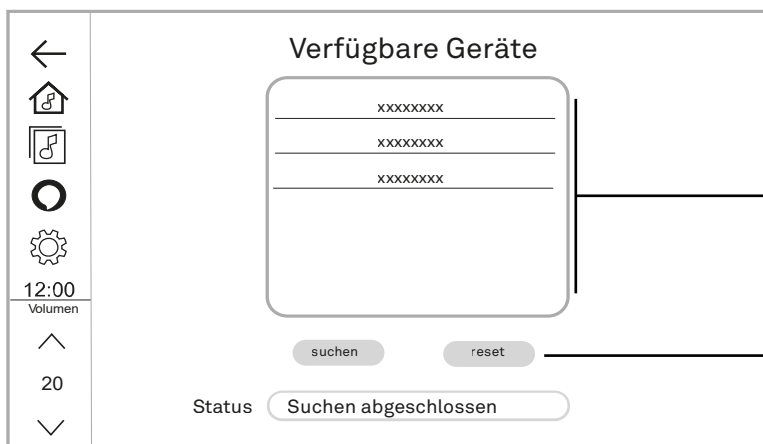 Verfügbare Geräte
xxxxxxxx
xxxxxxxx
xxxxxxxx
12:00
Volumen
20
suchen
reset
Status
Suchen abgeschlossen